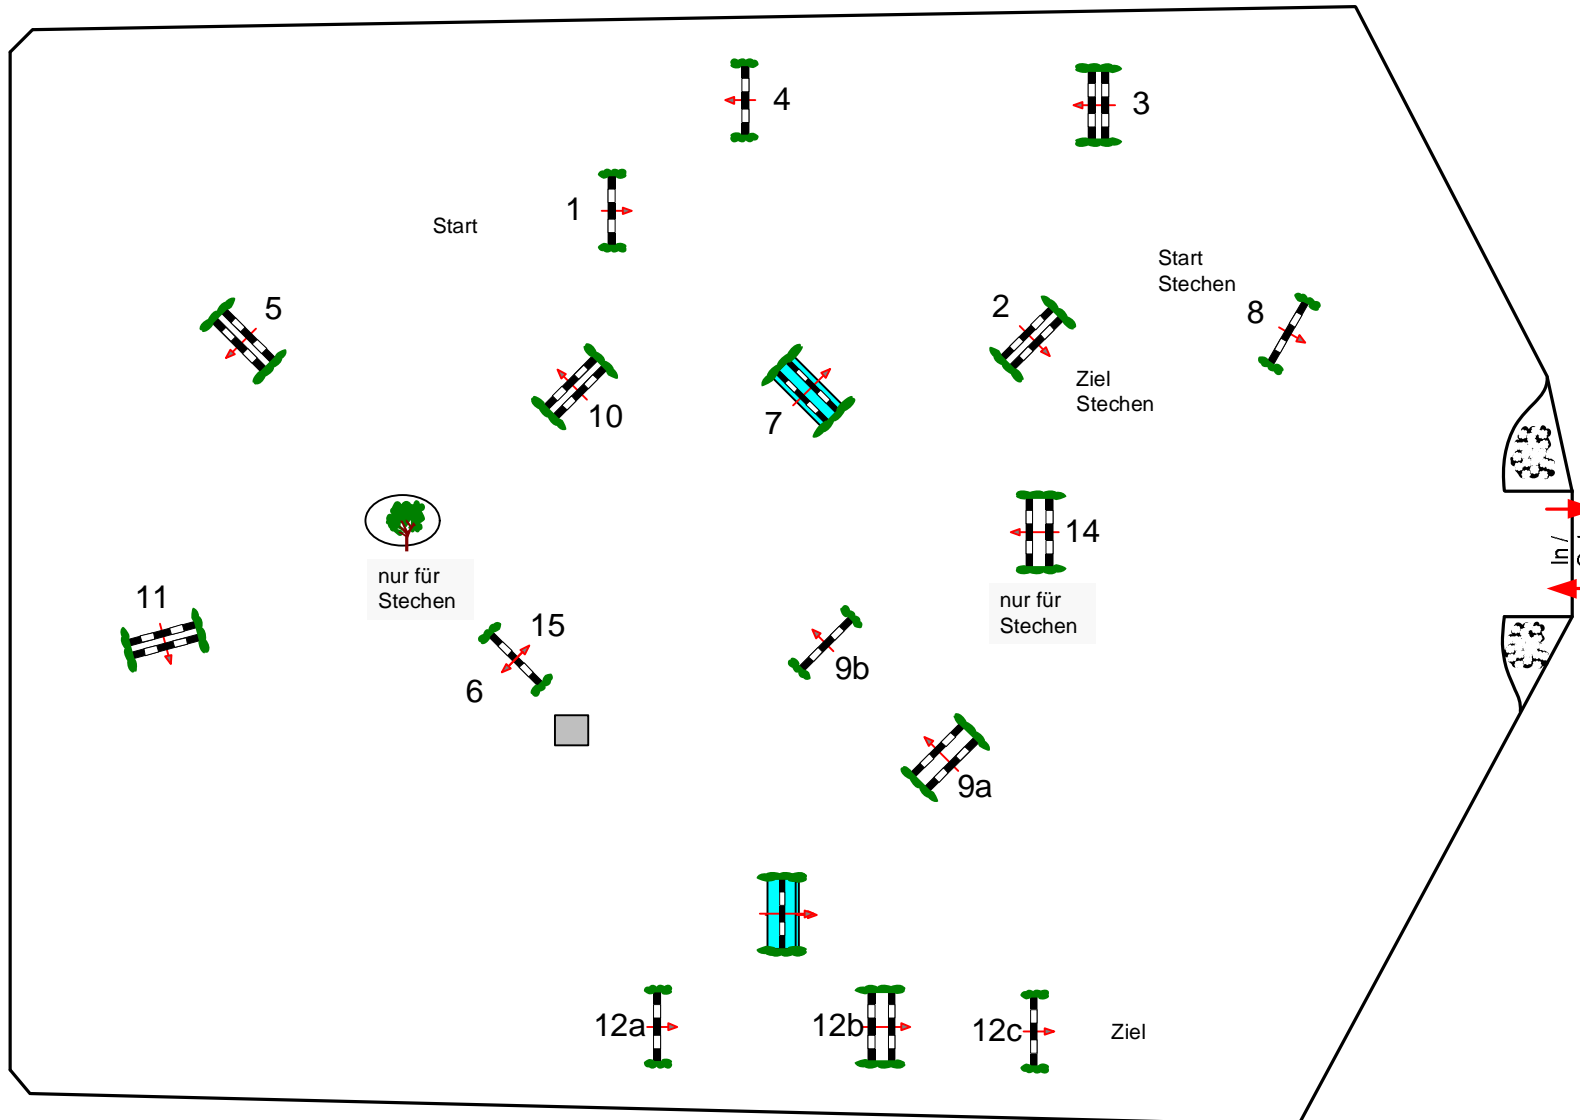 4
3
1
Start
Start
Stechen
5
2
8
Ziel
Stechen
10
7
14
nur für
Stechen
nur für
Stechen
11
15
6
9b
9a
In /
12a
12b
12c
Ziel